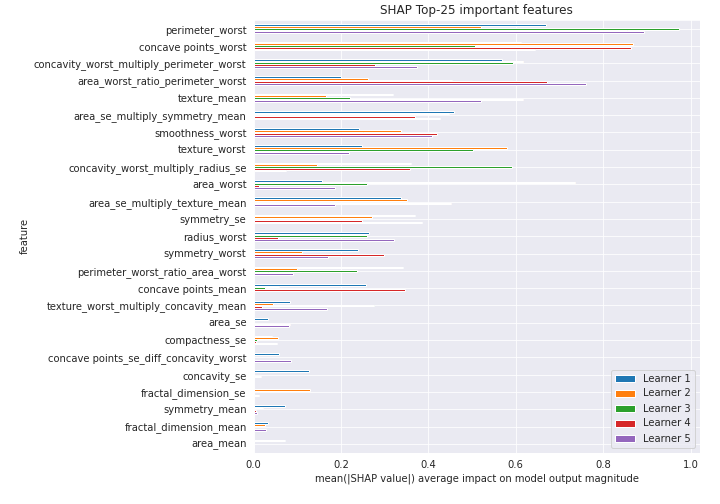 SHAP Top-25 important features
perimeter_worst
concave points_worst
concavity_worst_multiply_perimeter_worst
area_worst_ratio_perimeter_worst
texture_mean
area_se_multiply_symmetry_mean
smoothness_worst
texture_worst
concavity_worst_multiply_radius_se
area_worst
area_se_multiply_texture_mean
symmetry_se
radius_worst
symmetry_worst
perimeter_worst_ratio_area_worst
concave points_mean
texture_worst_multiply_concavity_mean
area_se
compactness_se
concave points_se_diff_concavity_worst
concavity_se
fractal_dimension_se
symmetry_mean
fractal_dimension_mean
area_mean
feature
Learner 1
Learner 2
Learner 3
Learner 4
Learner 5
0.0 0.2 0.4 0.6 0.8 1.0
mean(|SHAP value|) average impact on model output magnitude